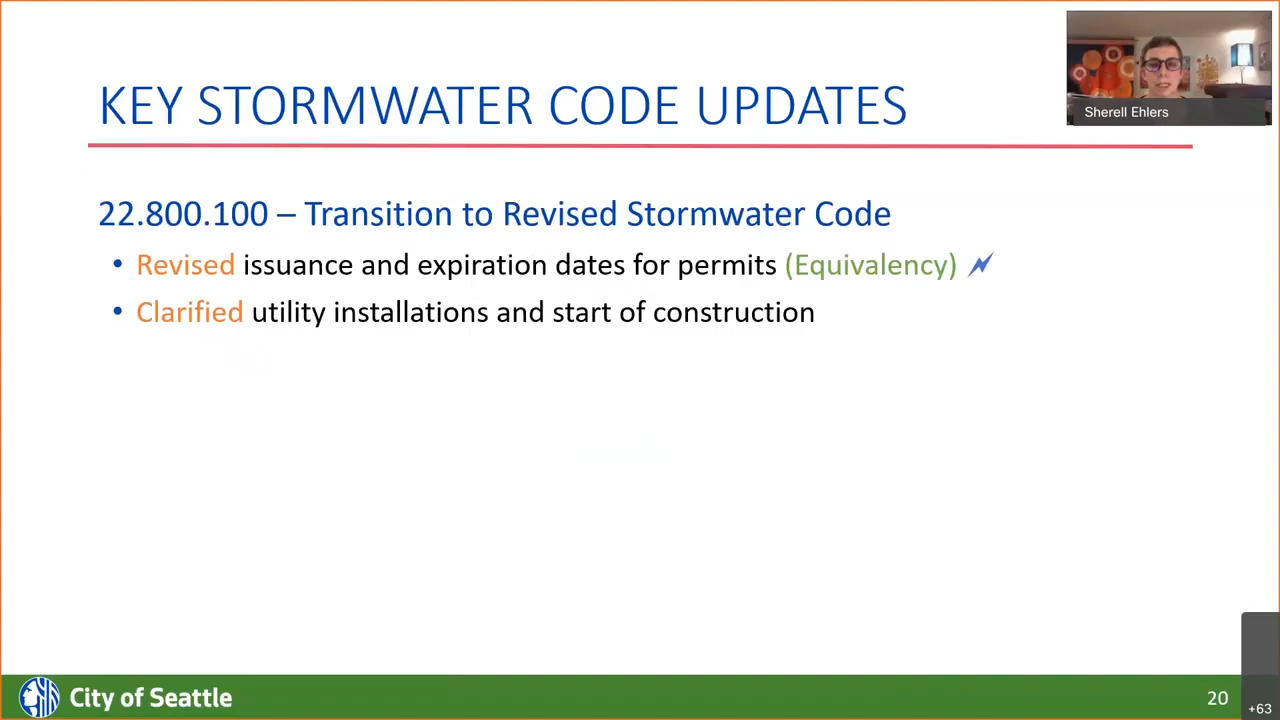 Sherell Ehlers
KEY STORMWATER CODE UPDATES
22.800.100 – Transition to Revised Stormwater Code
• Revised issuance and expiration dates for permits (Equivalency)
• Clarified utility installations and start of construction
City of Seattle
20
+63